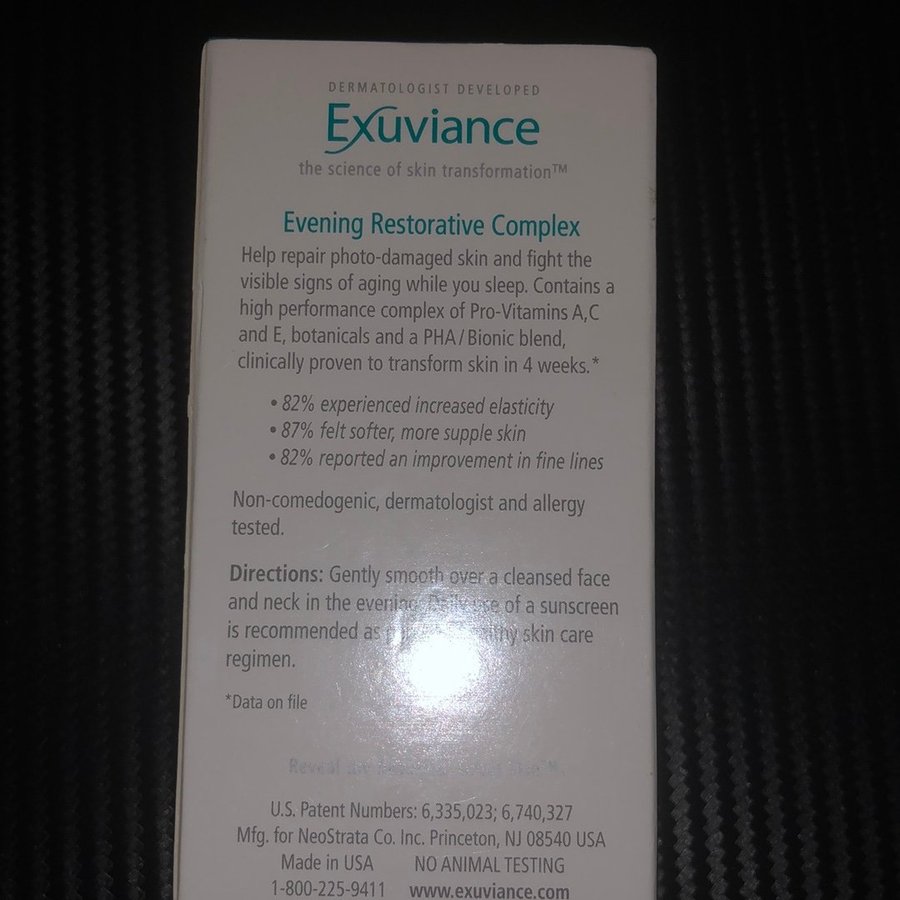 DERMATOLOGIST DEVELOPED
Exuviance
the science of skin transformation™
Evening Restorative Complex
Help repair photo-damaged skin and fight the
visible signs of aging while you sleep. Contains a
high performance complex of Pro-Vitamins A,C
and E, botanicals and a PHA/Bionic blend,
clinically proven to transform skin in 4 weeks.*
• 82% experienced increased elasticity
• 87% felt softer, more supple skin
• 82% reported an improvement in fine lines
Non-comedogenic, dermatologist and allergy
tested.
Directions: Gently smooth over a cleansed face
and neck in the evening. Daily use of a sunscreen
is recommended as skin care
regimen.
*Data on file
Reveal
U.S. Patent Numbers: 6,335,023; 6,740,327
Mfg. for NeoStrata Co. Inc. Princeton, NJ 08540 USA
Made in USA NO ANIMAL TESTING
1-800-225-9411 www.exuviance.com